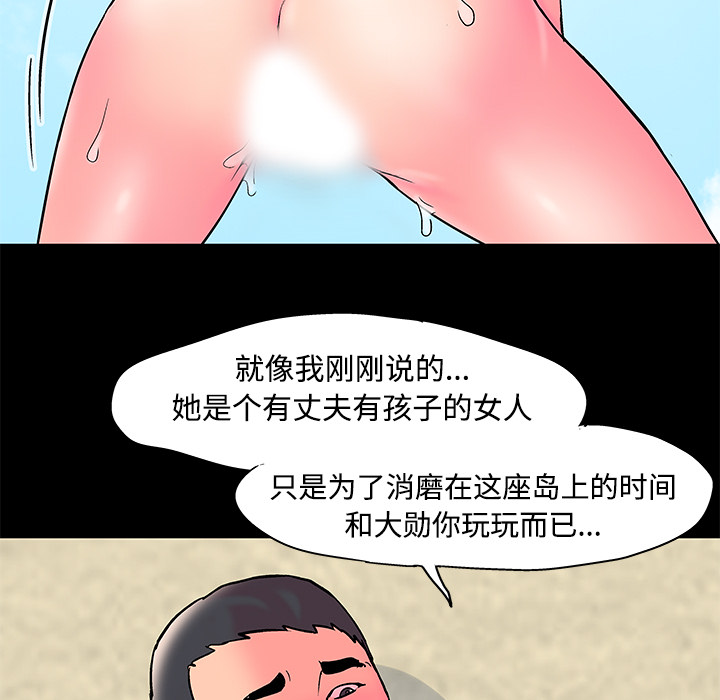 就像我刚刚说的...
她是个有丈夫有孩子的女人
只是为了消磨在这座岛上的时间
和大勋你玩玩而已...